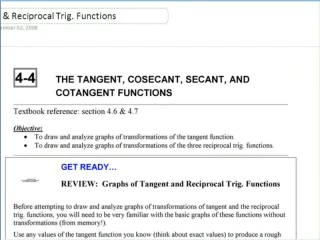 & Reciprocal Trig. Functions
ember 02, 2008
4-4 THE TANGENT, COSECANT, SECANT, AND
COTANGENT FUNCTIONS
Textbook reference: section 4.6 & 4.7
Objective:
• To draw and analyze graphs of transformations of the tangent function.
• To draw and analyze graphs of transformations of the three reciprocal trig. functions.
GET READY…
REVIEW: Graphs of Tangent and Reciprocal Trig. Functions
Before attempting to draw and analyze graphs of transformations of tangent and the reciprocal
trig. functions, you will need to be very familiar with the basic graphs of these functions without
transformations (from memory!).
Use any values of the tangent function you know (think about exact values) to produce a rough